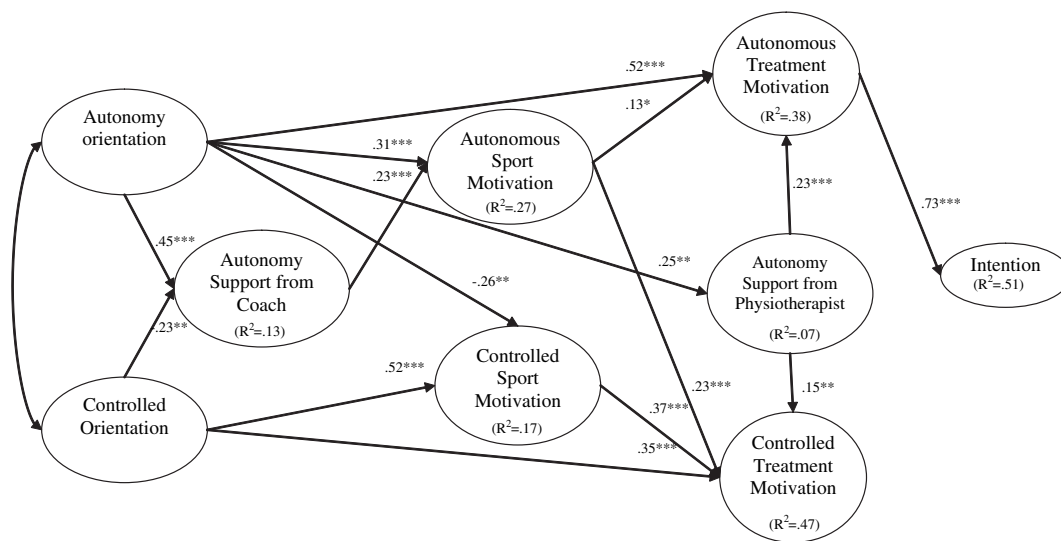 Autonomous
Treatment
Motivation
(R²=.38)
.52***
.13*
Autonomy
orientation
.31***
.23***
Autonomous
Sport
Motivation
(R²=.27)
.23***
.73***
.45***
Autonomy
Support from
Coach
(R²=.13)
-.23**
-.26**
.25**
Autonomy
Support from
Physiotherapist
(R²=.07)
Intention
(R²=.51)
.52***
Controlled
Sport
Motivation
(R²=.17)
.23***
.37***
.35***
.15**
Controlled
Orientation
Controlled
Treatment
Motivation
(R²=.47)